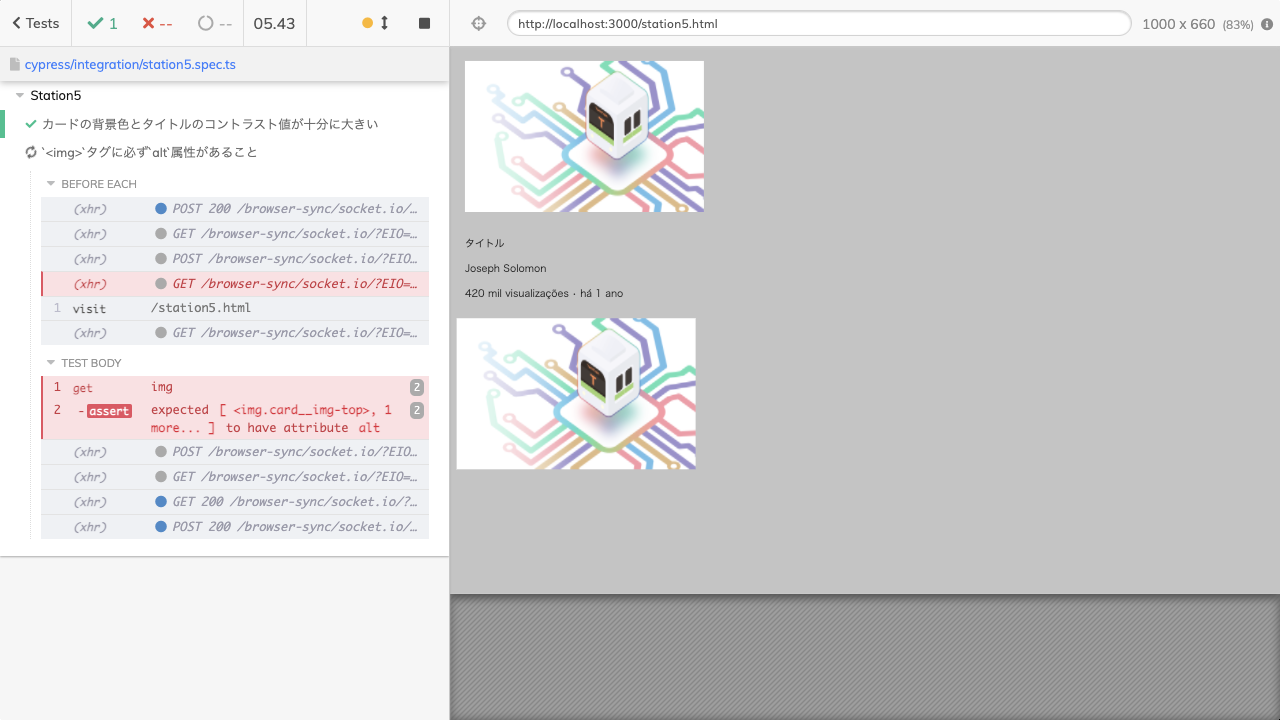 Tests
1
--
--
05.43
cypress/integration/station5.spec.ts
Station5
カードの背景色とタイトルのコントラスト値が十分に大きい
`<img>`タグに必ず`alt`属性があること
BEFORE EACH
(xhr) POST 200 /browser-sync/socket.io/…
(xhr) GET /browser-sync/socket.io/?EIO=…
(xhr) POST /browser-sync/socket.io/?EIO…
(xhr) GET /browser-sync/socket.io/?EIO=…
1 visit /station5.html
(xhr) GET /browser-sync/socket.io/?EIO=…
TEST BODY
1 get img 2
2 -assert expected [ <img.card__img-top>, 1 2
more... ] to have attribute alt
(xhr) POST /browser-sync/socket.io/?EIO…
(xhr) GET /browser-sync/socket.io/?EIO=…
(xhr) GET 200 /browser-sync/socket.io/?…
(xhr) POST 200 /browser-sync/socket.io/…
http://localhost:3000/station5.html
1000 x 660 (83%)
T
タイトル
Joseph Solomon
420 mil visualizações · há 1 ano
T